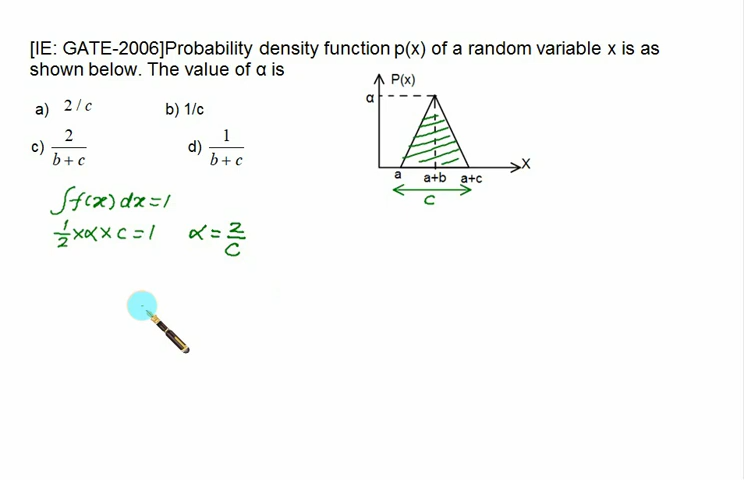 [IE: GATE-2006]Probability density function p(x) of a random variable x is as
shown below. The value of α is
a) 2 / c b) 1/c
c) 2/(b + c) d) 1/(b + c)
P(x)
α
a a+b a+c X
c
∫f(x) dx = 1
1/2 × α × c = 1 α = 2/c